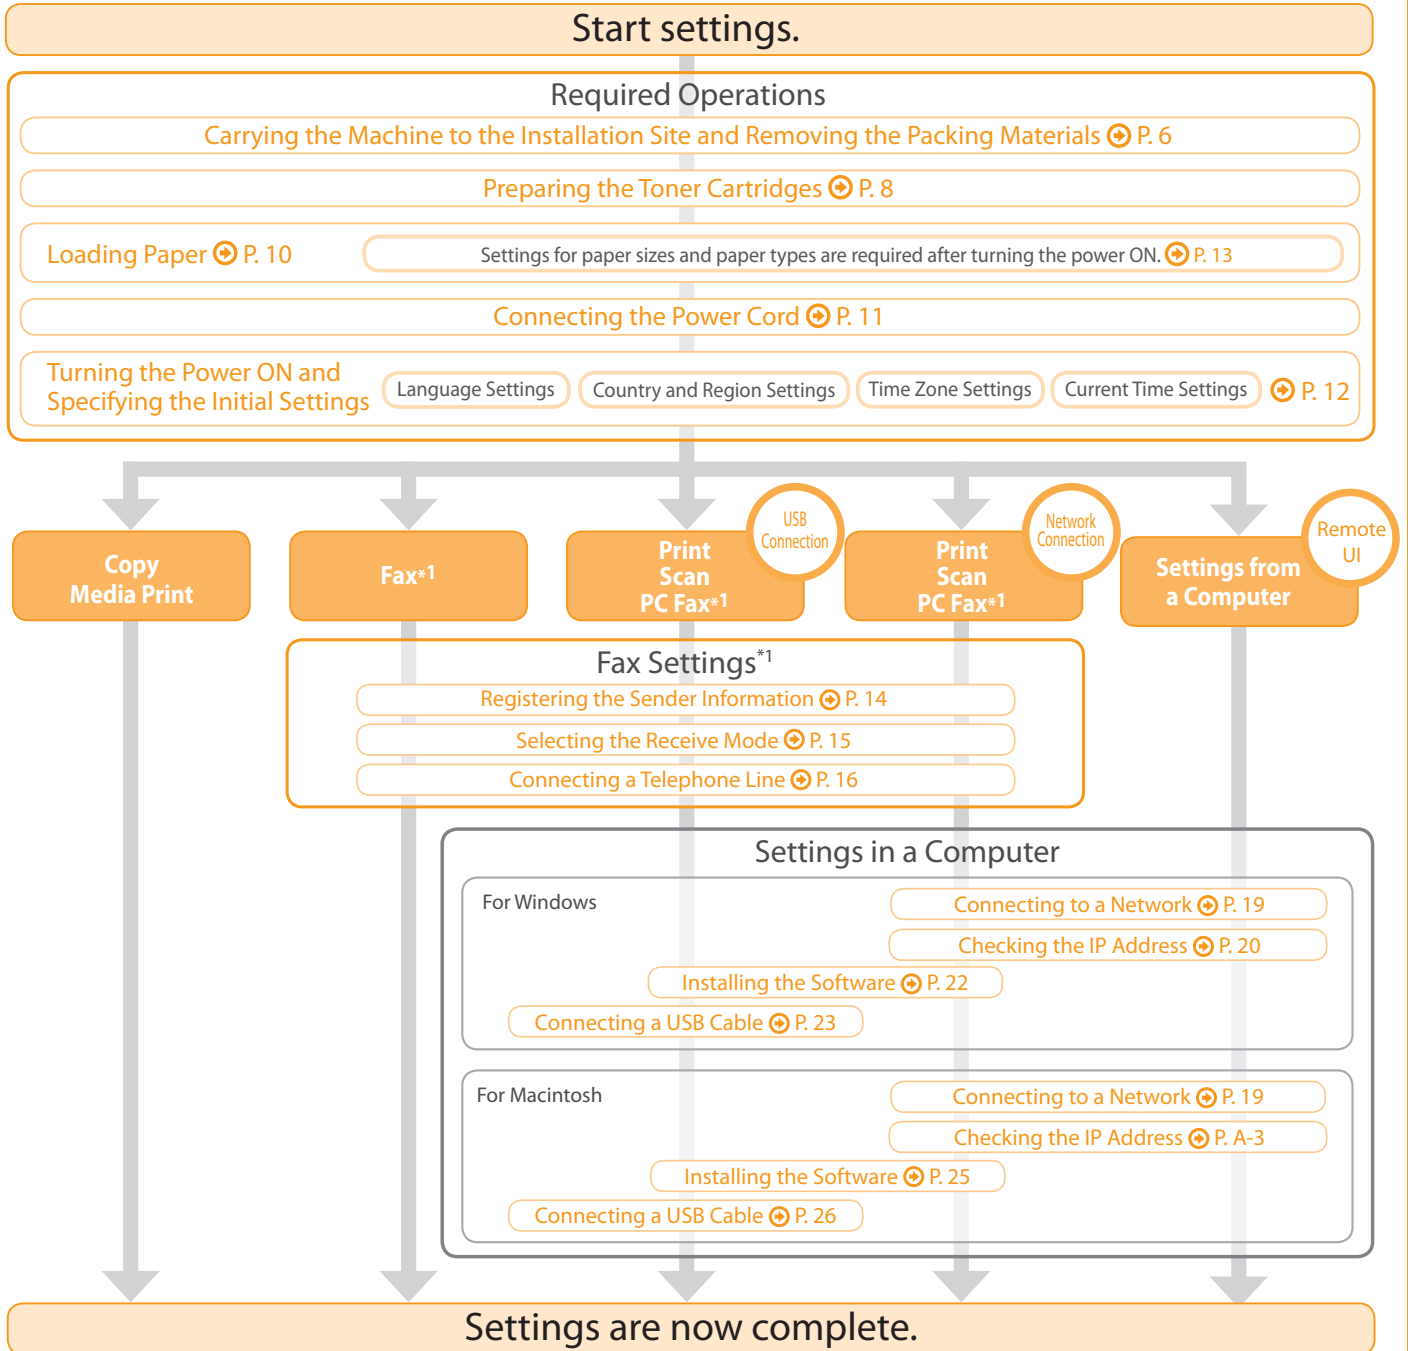 Start settings.
Required Operations
Carrying the Machine to the Installation Site and Removing the Packing Materials P. 6
Preparing the Toner Cartridges P. 8
Loading Paper P. 10
Settings for paper sizes and paper types are required after turning the power ON. P. 13
Connecting the Power Cord P. 11
Turning the Power ON and
Specifying the Initial Settings
Language Settings
Country and Region Settings
Time Zone Settings
Current Time Settings
P. 12
Copy
Media Print
Fax*1
USB
Connection
Print
Scan
PC Fax*1
Network
Connection
Print
Scan
PC Fax*1
Remote
UI
Settings from
a Computer
Fax Settings*1
Registering the Sender Information P. 14
Selecting the Receive Mode P. 15
Connecting a Telephone Line P. 16
Settings in a Computer
For Windows
Connecting to a Network P. 19
Checking the IP Address P. 20
Installing the Software P. 22
Connecting a USB Cable P. 23
For Macintosh
Connecting to a Network P. 19
Checking the IP Address P. A-3
Installing the Software P. 25
Connecting a USB Cable P. 26
Settings are now complete.